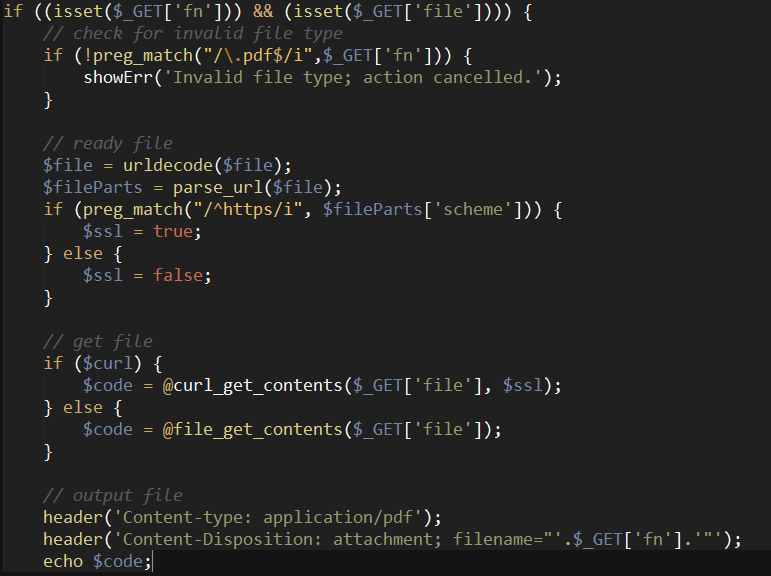 if ((isset($_GET['fn'])) && (isset($_GET['file']))) {
// check for invalid file type
if (!preg_match("/\.pdf$/i",$_GET['fn'])) {
showErr('Invalid file type; action cancelled.');
}
// ready file
$file = urldecode($file);
$fileParts = parse_url($file);
if (preg_match("/^https/i", $fileParts['scheme'])) {
$ssl = true;
} else {
$ssl = false;
}
// get file
if ($curl) {
$code = @curl_get_contents($_GET['file'], $ssl);
} else {
$code = @file_get_contents($_GET['file']);
}
// output file
header('Content-type: application/pdf');
header('Content-Disposition: attachment; filename="'.$_GET['fn'].'"');
echo $code;